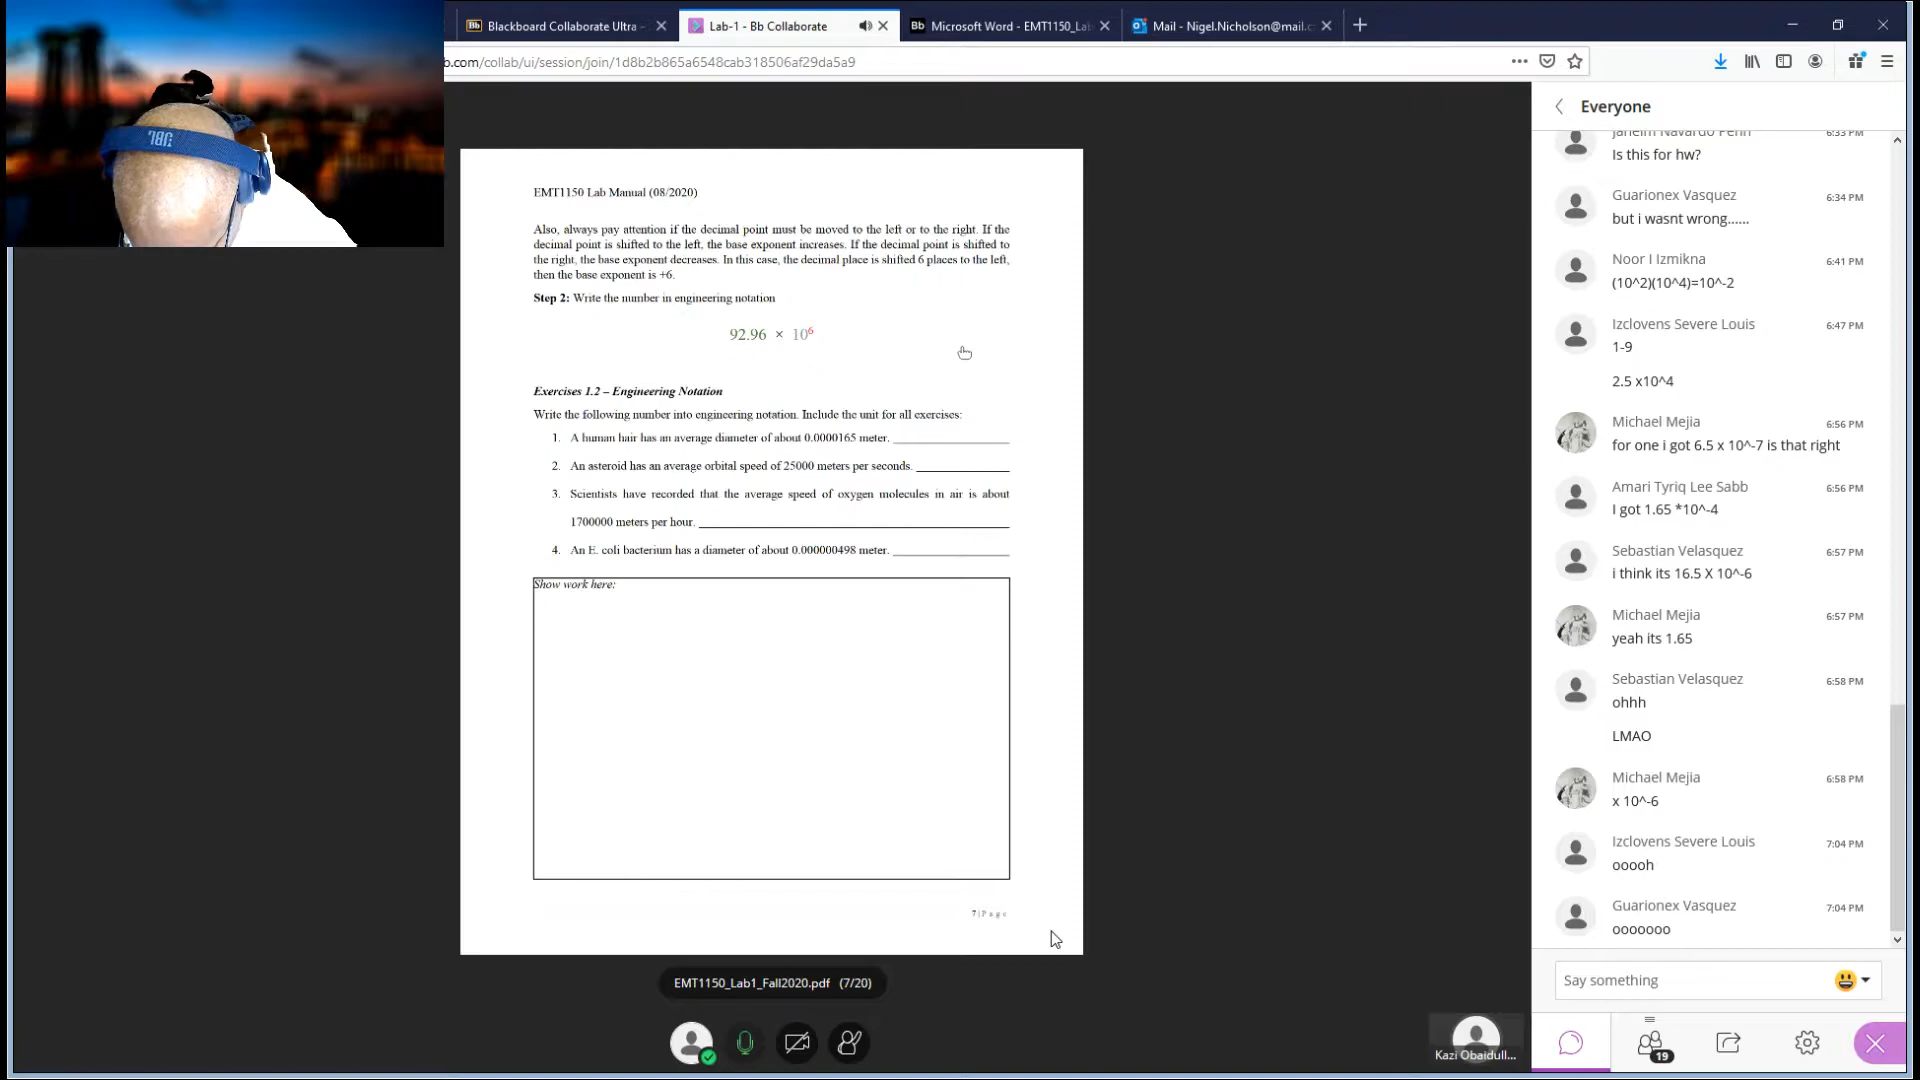 JBL
Blackboard Collaborate Ultra –
Lab-1 - Bb Collaborate
Microsoft Word - EMT1150_La
Mail - Nigel.Nicholson@mail.c
b.com/collab/ui/session/join/1d8b2b865a6548cab318506af29da5a9
EMT1150 Lab Manual (08/2020)
Also, always pay attention if the decimal point must be moved to the left or to the right. If the
decimal point is shifted to the left, the base exponent increases. If the decimal point is shifted to
the right, the base exponent decreases. In this case, the decimal place is shifted 6 places to the left,
then the base exponent is +6.
Step 2: Write the number in engineering notation
92.96 × 10⁶
Exercises 1.2 – Engineering Notation
Write the following number into engineering notation. Include the unit for all exercises:
1. A human hair has an average diameter of about 0.0000165 meter. ____
2. An asteroid has an average orbital speed of 25000 meters per seconds. ____
3. Scientists have recorded that the average speed of oxygen molecules in air is about
1700000 meters per hour. ____
4. An E. coli bacterium has a diameter of about 0.000000498 meter. ____
Show work here:
7 | Page
EMT1150_Lab1_Fall2020.pdf (7/20)
Kazi Obaidull...
Everyone
Navardo Penn 6:33 PM
Is this for hw?
Guarionex Vasquez 6:34 PM
but i wasnt wrong......
Noor I Izmikna 6:41 PM
(10^2)(10^4)=10^-2
Izclovens Severe Louis 6:47 PM
1-9
2.5 x10^4
Michael Mejia 6:56 PM
for one i got 6.5 x 10^-7 is that right
Amari Tyriq Lee Sabb 6:56 PM
I got 1.65 *10^-4
Sebastian Velasquez 6:57 PM
i think its 16.5 X 10^-6
Michael Mejia 6:57 PM
yeah its 1.65
Sebastian Velasquez 6:58 PM
ohhh
LMAO
Michael Mejia 6:58 PM
x 10^-6
Izclovens Severe Louis 7:04 PM
ooooh
Guarionex Vasquez 7:04 PM
ooooooo
Say something
19